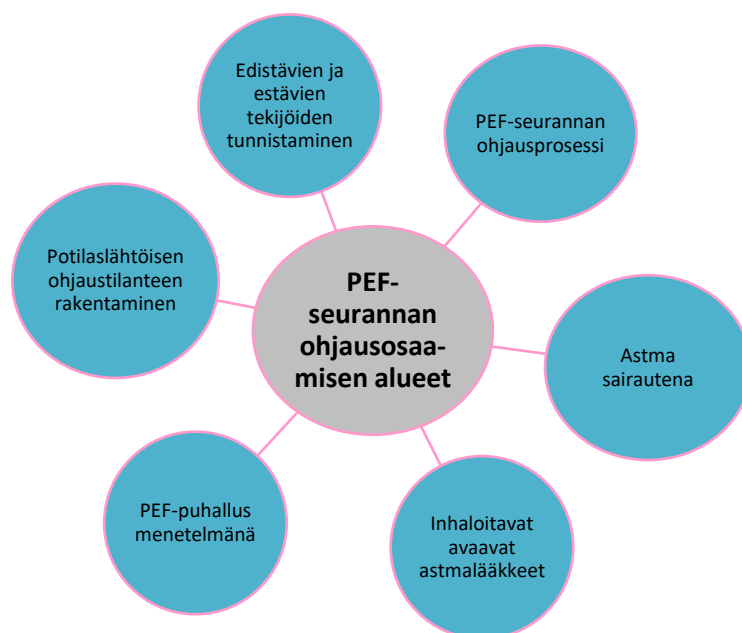 Edistävien ja
estävien
tekijöiden
tunnistaminen
PEF-seurannan
ohjausprosessi
Potilaslähtöisen
ohjaustilanteen
rakentaminen
PEF-
seurannan
ohjausosaa-
misen alueet
Astma
sairautena
PEF-puhallus
menetelmänä
Inhaloitavat
avaavat
astmalääkkeet